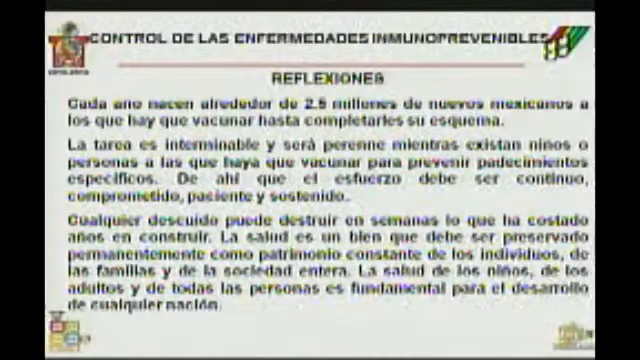 CONTROL DE LAS ENFERMEDADES INMUNOPREVENIBLES
REFLEXIONES
Cada año nacen alrededor de 2.5 millones de nuevos mexicanos a
los que hay que vacunar hasta completarles su esquema.
La tarea es interminable y será perenne mientras existan niños o
personas a las que haya que vacunar para prevenir padecimientos
específicos. De ahí que el esfuerzo debe ser continuo,
comprometido, paciente y sostenido.
Cualquier descuido puede destruir en semanas lo que ha costado
años en construir. La salud es un bien que debe ser preservado
permanentemente como patrimonio constante de los individuos, de
las familias y de la sociedad entera. La salud de los niños, de los
adultos y de todas las personas es fundamental para el desarrollo
de cualquier nación.